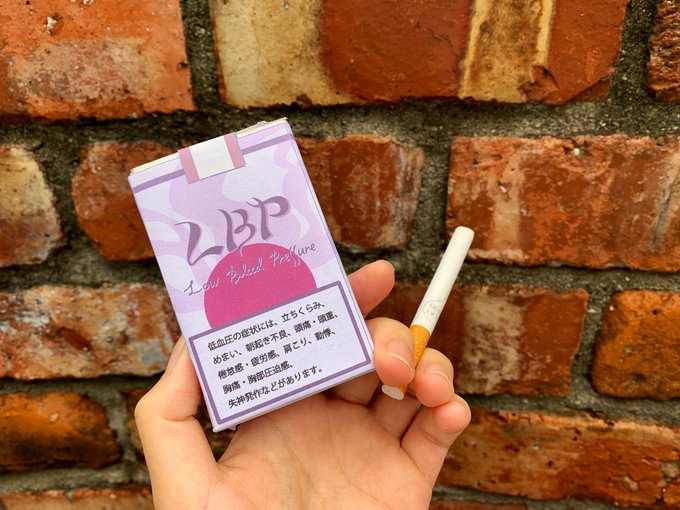 LBP
Low Blood Pressure
低血圧の症状には、立ちくらみ、
めまい、朝起き不良、頭痛・頭重、
倦怠感・疲労感、肩こり、動悸、
胸痛・胸部圧迫感、
失神発作などがあります。